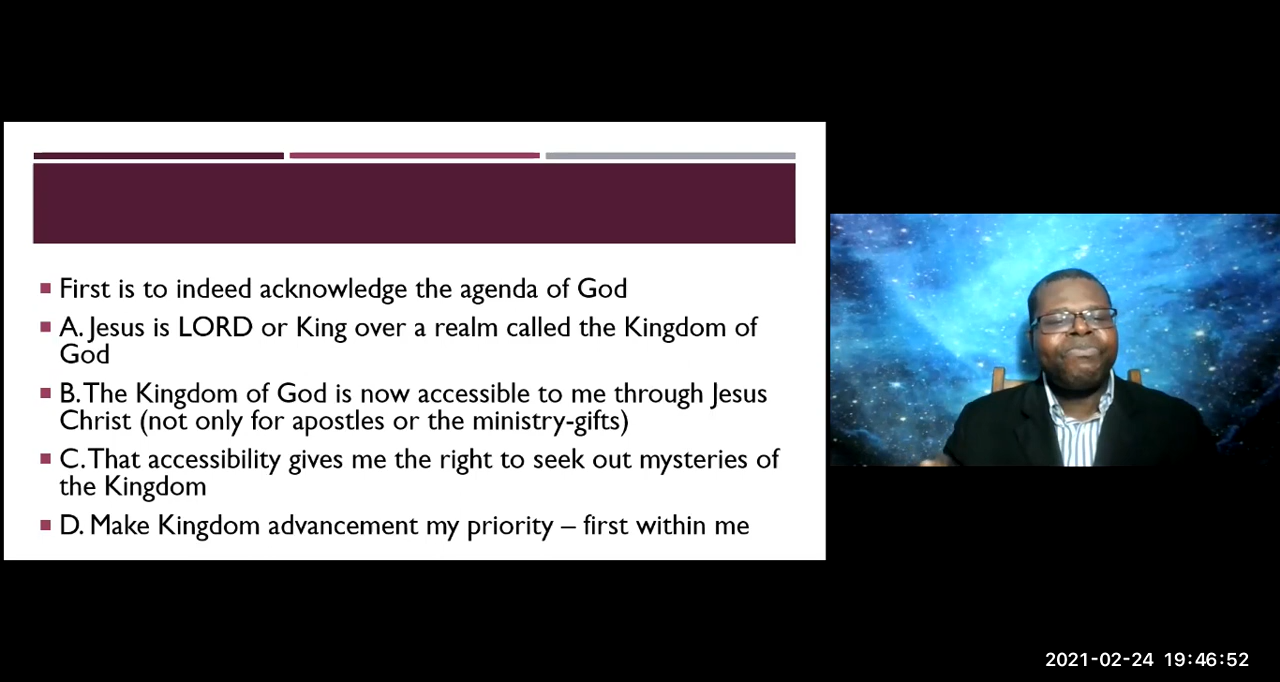 First is to indeed acknowledge the agenda of God
A. Jesus is LORD or King over a realm called the Kingdom of
God
B. The Kingdom of God is now accessible to me through Jesus
Christ (not only for apostles or the ministry-gifts)
C. That accessibility gives me the right to seek out mysteries of
the Kingdom
D. Make Kingdom advancement my priority – first within me
2021-02-24 19:46:52